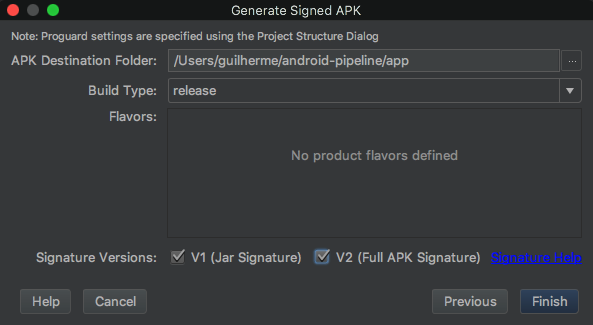 Generate Signed APK
Note: Proguard settings are specified using the Project Structure Dialog
APK Destination Folder: /Users/guilherme/android-pipeline/app ...
Build Type: release
Flavors:
No product flavors defined
Signature Versions: V1 (Jar Signature) V2 (Full APK Signature) Signature Help
Help Cancel Previous Finish